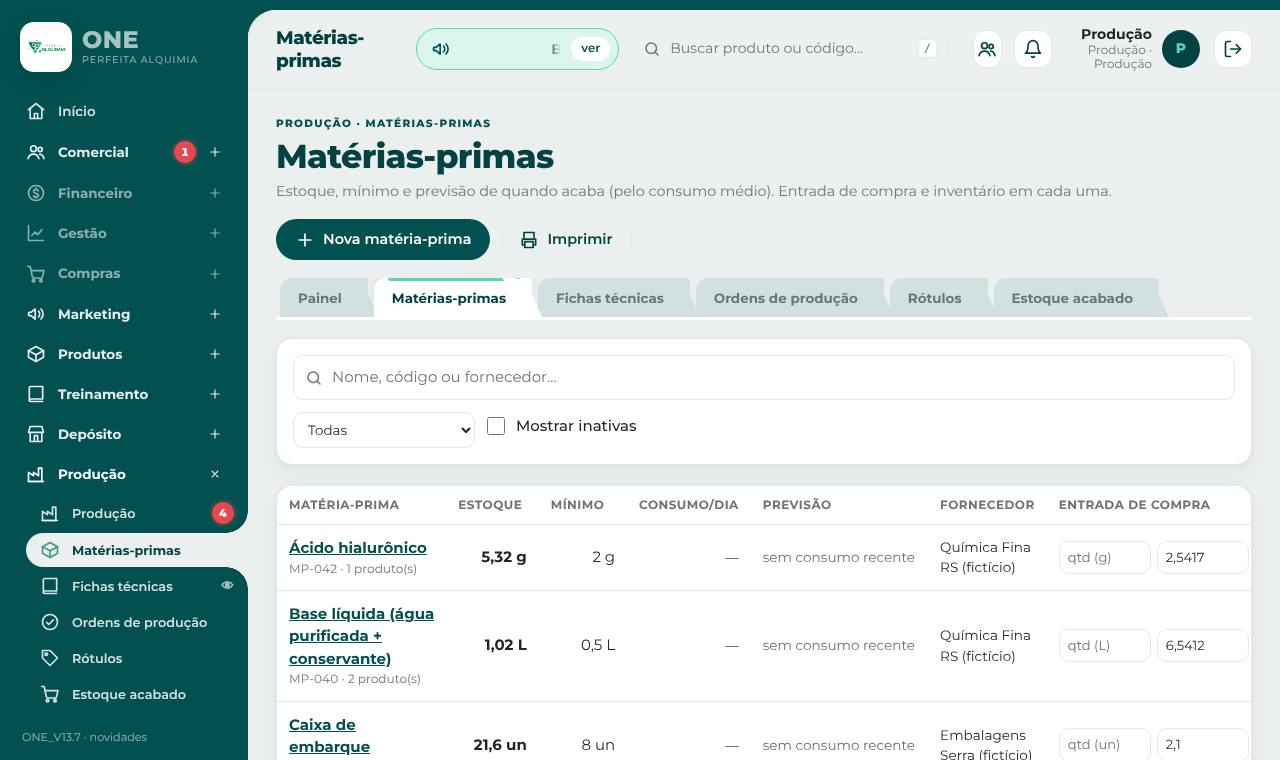 ONE
PERFEITA ALQUIMIA
Início
Comercial 1 +
Financeiro +
Gestão +
Compras +
Marketing +
Produtos +
Treinamento +
Depósito +
Produção ×
Produção 4
Matérias-primas
Fichas técnicas
Ordens de produção
Rótulos
Estoque acabado
ONE_V13.7 · novidades
Matérias-
primas
ver
Buscar produto ou código... /
Produção
Produção ·
Produção
P
PRODUÇÃO · MATÉRIAS-PRIMAS
Matérias-primas
Estoque, mínimo e previsão de quando acaba (pelo consumo médio). Entrada de compra e inventário em cada uma.
+ Nova matéria-prima Imprimir
Painel Matérias-primas Fichas técnicas Ordens de produção Rótulos Estoque acabado
Nome, código ou fornecedor...
Todas Mostrar inativas
MATÉRIA-PRIMA ESTOQUE MÍNIMO CONSUMO/DIA PREVISÃO FORNECEDOR ENTRADA DE COMPRA
Ácido hialurônico
MP-042 · 1 produto(s)
5,32 g 2 g — sem consumo recente
Química Fina
RS (fictício)
qtd (g) 2,5417
Base líquida (água
purificada +
conservante)
MP-040 · 2 produto(s)
1,02 L 0,5 L — sem consumo recente
Química Fina
RS (fictício)
qtd (L) 6,5412
Caixa de
embarque
21,6 un 8 un — sem consumo recente
Embalagens
Serra (fictício)
qtd (un) 2,1